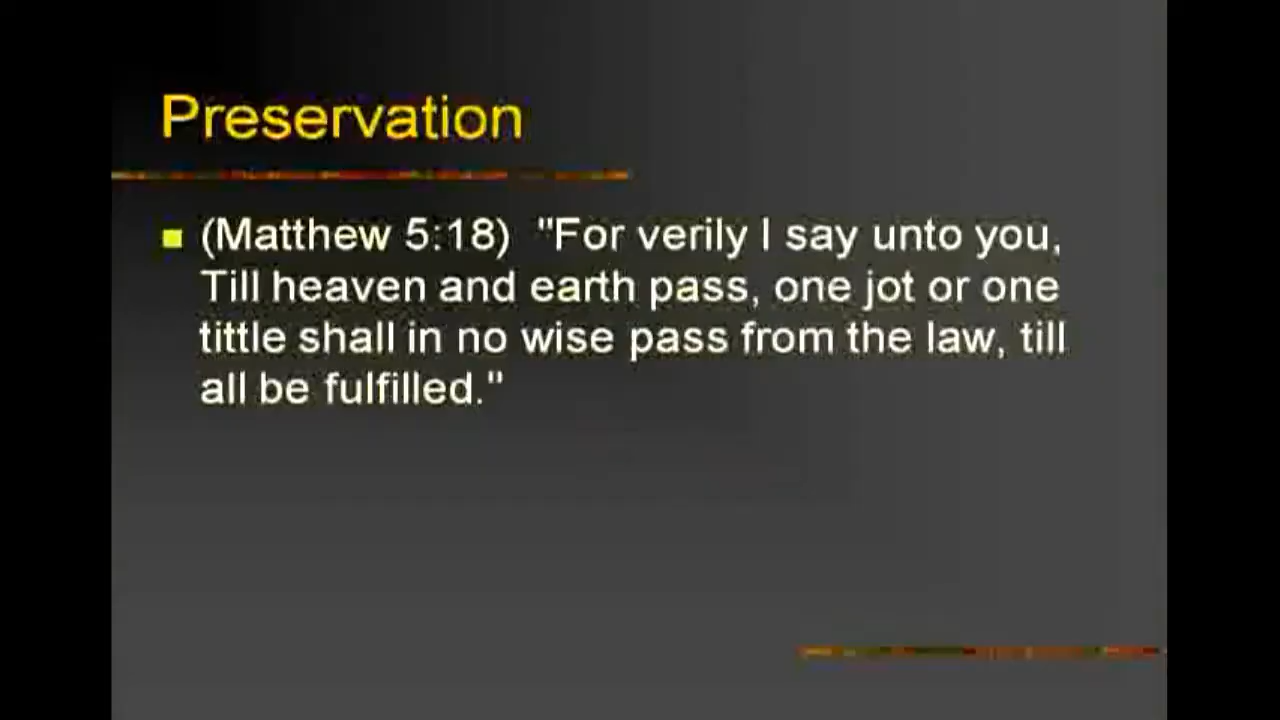 Preservation
(Matthew 5:18)  "For verily I say unto you,
Till heaven and earth pass, one jot or one
tittle shall in no wise pass from the law, till
all be fulfilled."